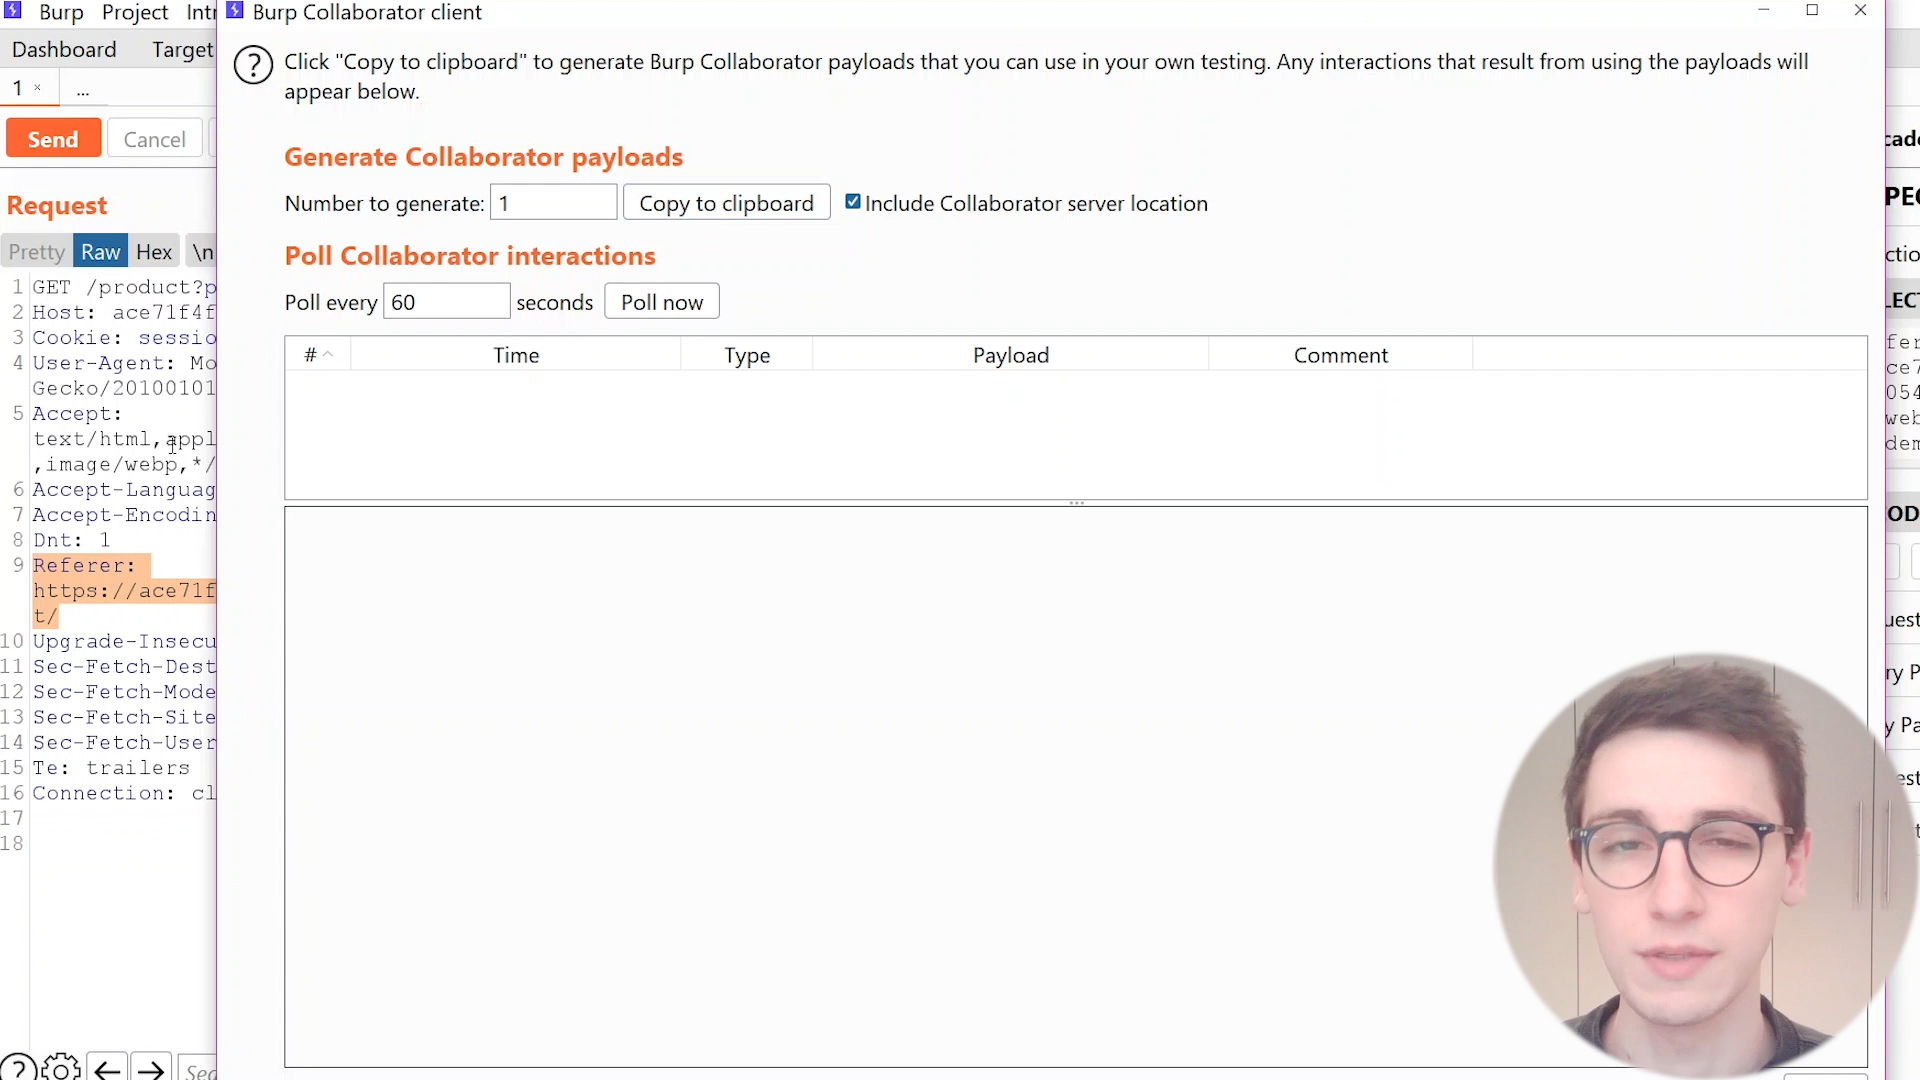 Burp Project Intr
Burp Collaborator client
Dashboard Target
1 × ...
Send Cancel
Request
Pretty Raw Hex \n
1 GET /product?p
2 Host: ace71f4f
3 Cookie: sessio
4 User-Agent: Mo
Gecko/20100101
5 Accept:
text/html,appl
,image/webp,*/
6 Accept-Languag
7 Accept-Encodin
8 Dnt: 1
9 Referer:
https://ace71f
t/
10 Upgrade-Insecu
11 Sec-Fetch-Dest
12 Sec-Fetch-Mode
13 Sec-Fetch-Site
14 Sec-Fetch-User
15 Te: trailers
16 Connection: cl
17
18
Click "Copy to clipboard" to generate Burp Collaborator payloads that you can use in your own testing. Any interactions that result from using the payloads will
appear below.
Generate Collaborator payloads
Number to generate: 1 Copy to clipboard Include Collaborator server location
Poll Collaborator interactions
Poll every 60 seconds Poll now
# Time Type Payload Comment